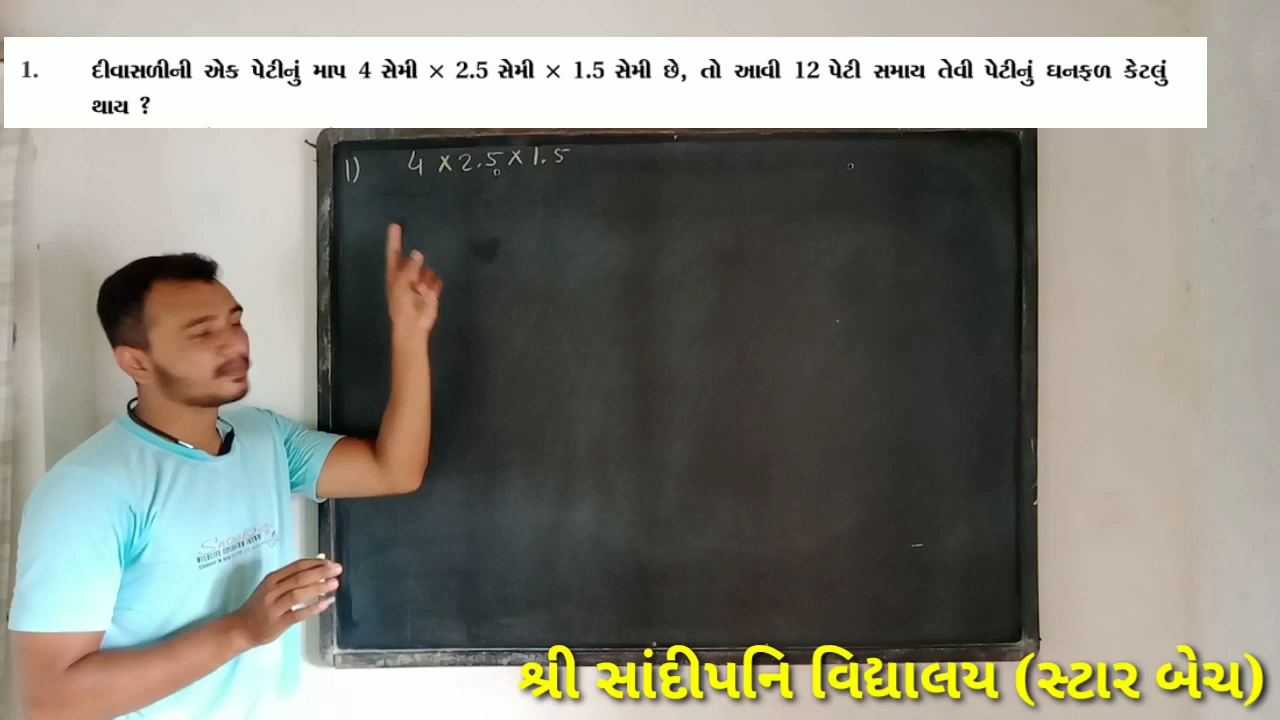 1. દીવાસળીની એક પેટીનું માપ 4 સેમી × 2.5 સેમી × 1.5 સેમી છે, તો આવી 12 પેટી સમાય તેવી પેટીનું ઘનફળ કેટલું
થાય ?
1) 4 × 2.5 × 1.5
શ્રી સાંદીપનિ વિદ્યાલય (સ્ટાર બેચ)